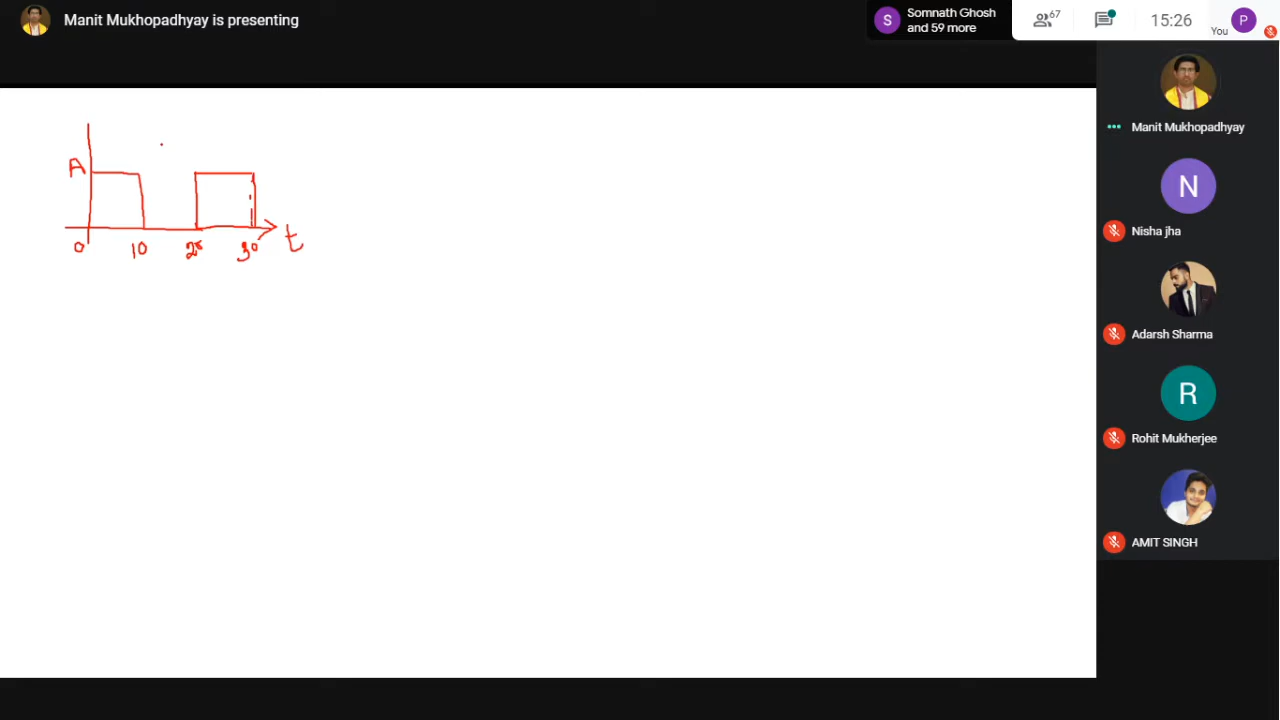 Manit Mukhopadhyay is presenting
S
Somnath Ghosh
and 59 more
67
15:26
You
P
Manit Mukhopadhyay
N
Nisha jha
Adarsh Sharma
R
Rohit Mukherjee
AMIT SINGH
A
0
10
20
30
t